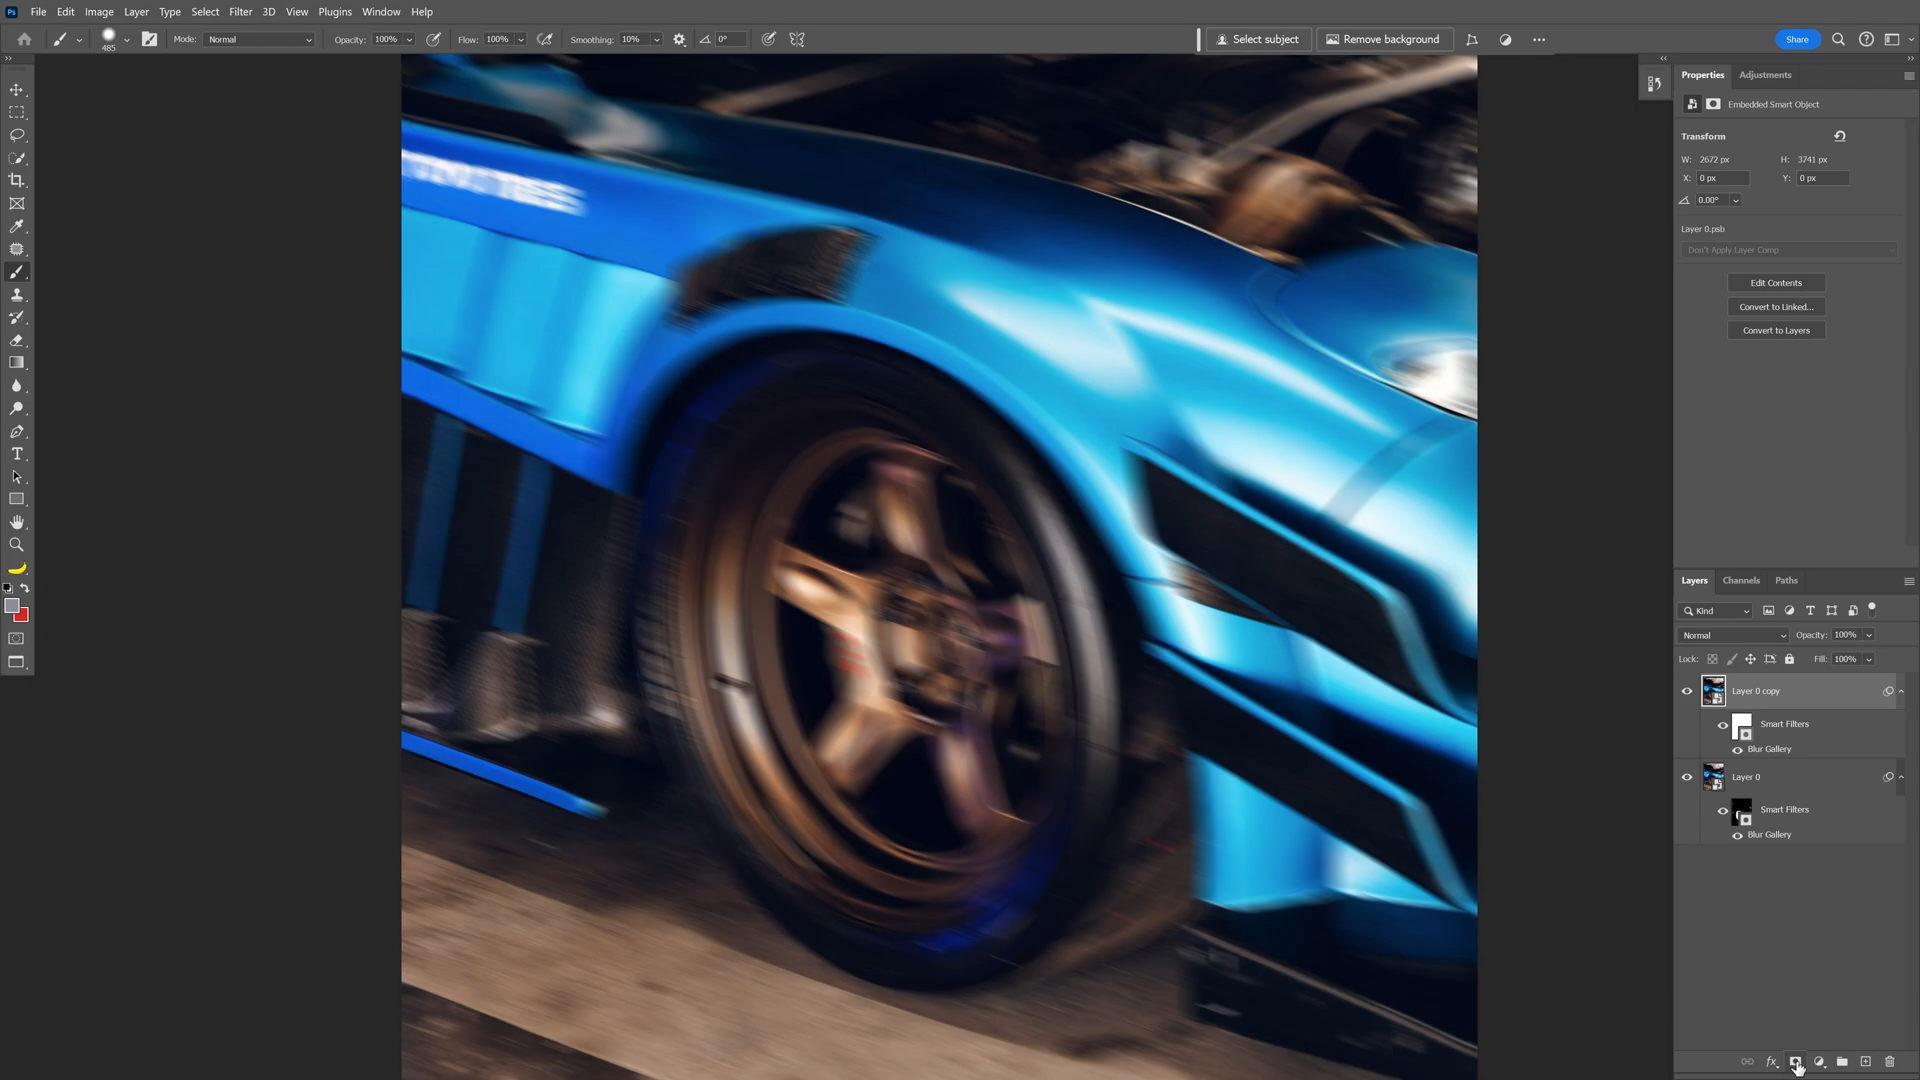 Ps File Edit Image Layer Type Select Filter 3D View Plugins Window Help
485 Mode: Normal Opacity: 100% Flow: 100% Smoothing: 10% 0° Select subject Remove background Share
Properties Adjustments
Embedded Smart Object
Transform
W: 2672 px H: 3741 px
X: 0 px Y: 0 px
0.00°
Layer 0.psb
Don't Apply Layer Comp
Edit Contents
Convert to Linked...
Convert to Layers
Layers Channels Paths
Kind
Normal Opacity: 100%
Lock: Fill: 100%
Layer 0 copy
Smart Filters
Blur Gallery
Layer 0
Smart Filters
Blur Gallery
fx